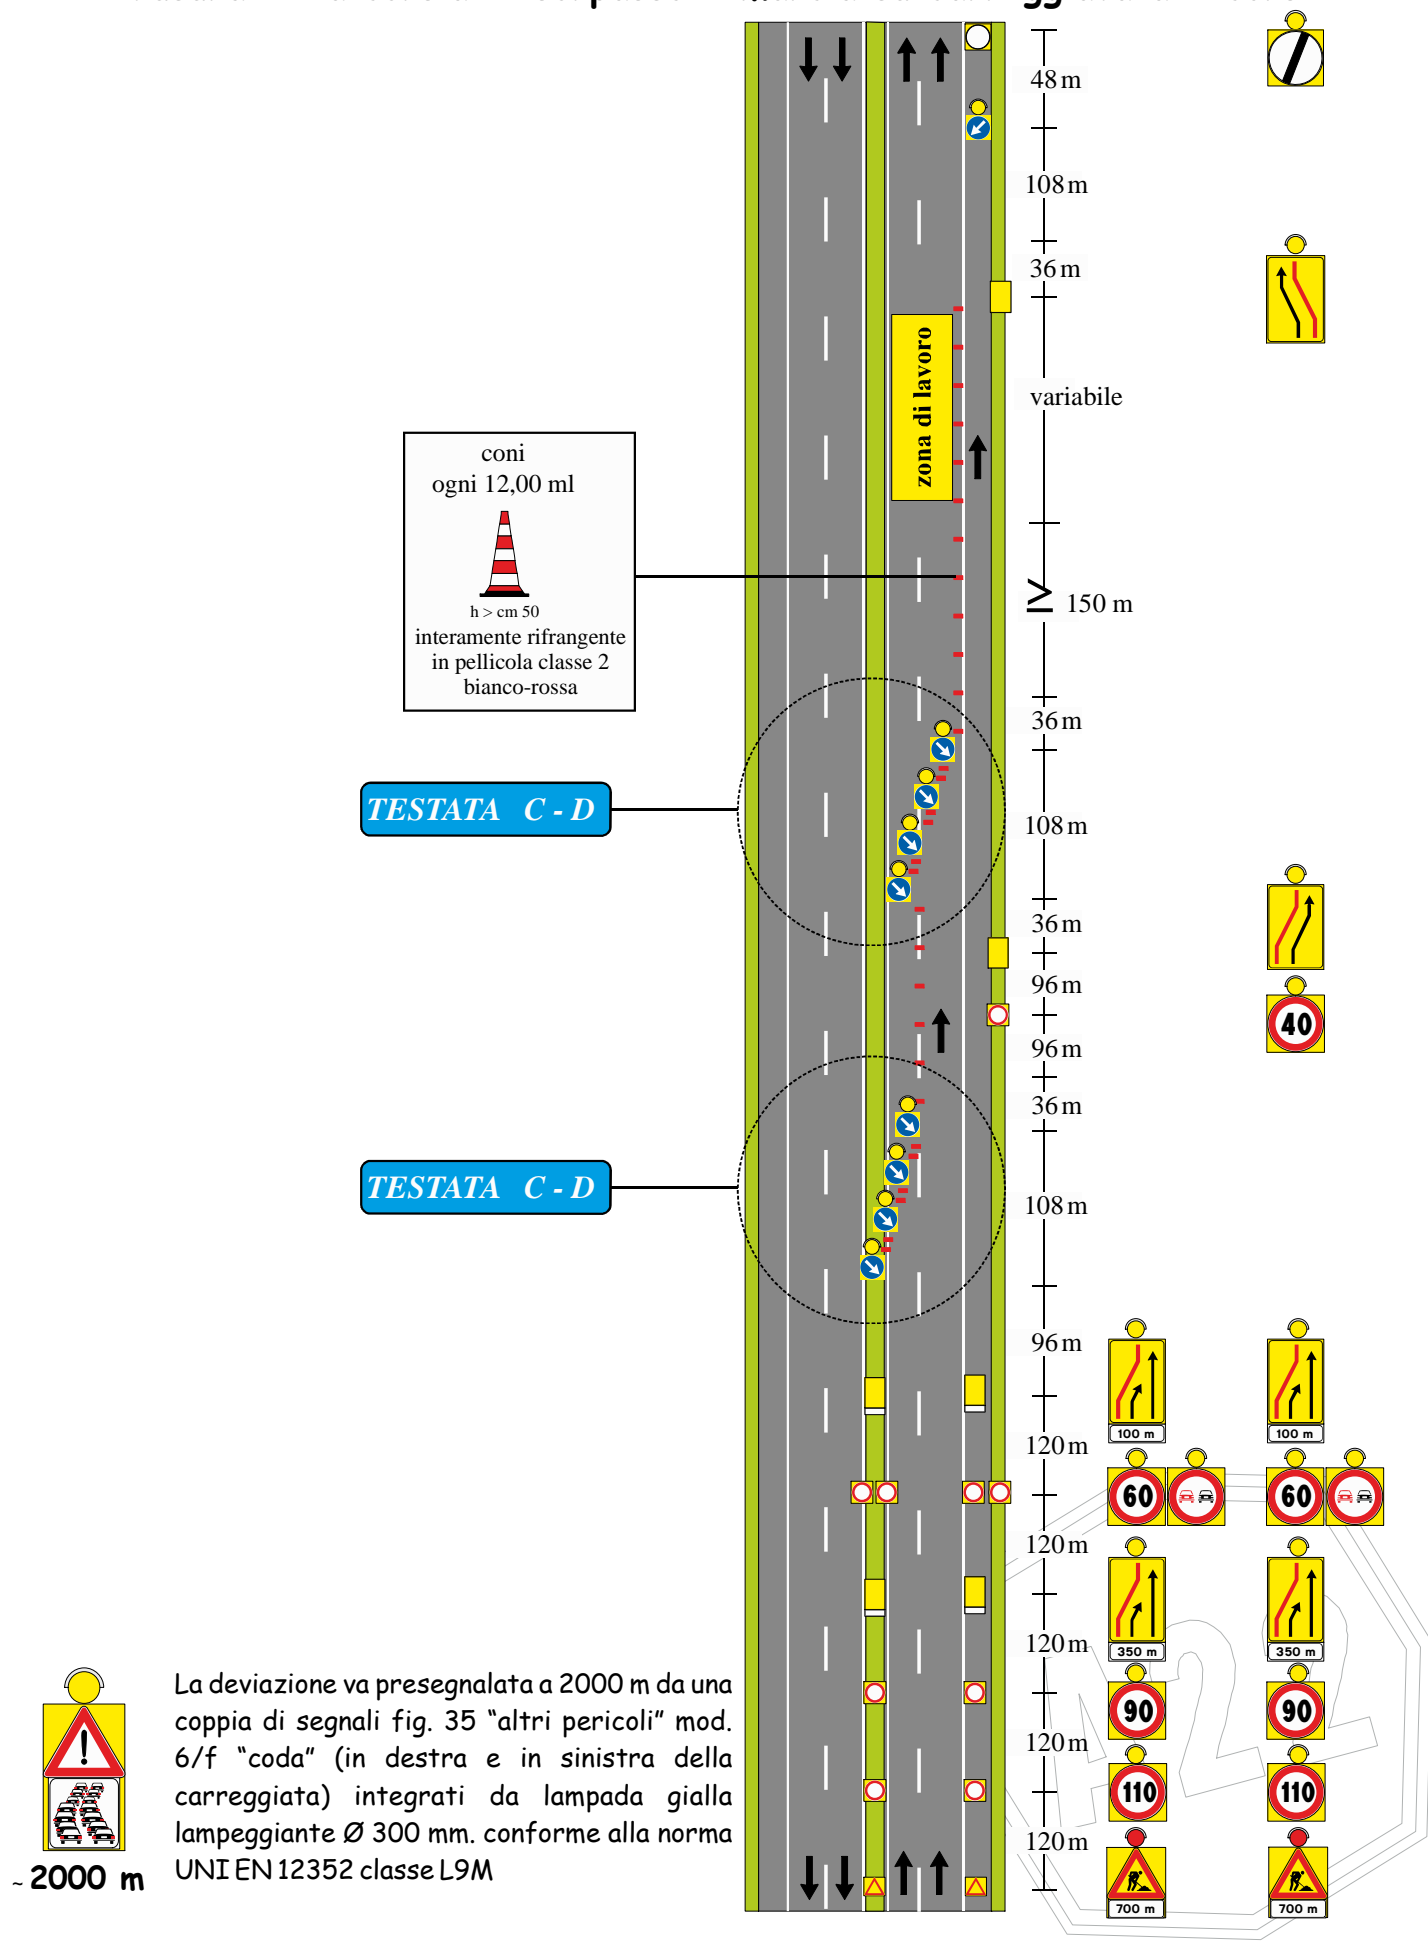 48 m
108 m
36 m
zona di lavoro
variabile
coni
ogni 12,00 ml
h > cm 50
interamente rifrangente
in pellicola classe 2
bianco-rossa
≥ 150 m
36 m
TESTATA C - D
108 m
36 m
96 m
40
96 m
36 m
TESTATA C - D
108 m
96 m
100 m 100 m
120 m
60 60
120 m
350 m 350 m
120 m
90 90
120 m
110 110
120 m
700 m 700 m
La deviazione va presegnalata a 2000 m da una
coppia di segnali fig. 35 “altri pericoli” mod.
6/f “coda” (in destra e in sinistra della
carreggiata) integrati da lampada gialla
lampeggiante Ø 300 mm. conforme alla norma
UNI EN 12352 classe L9M
~ 2000 m